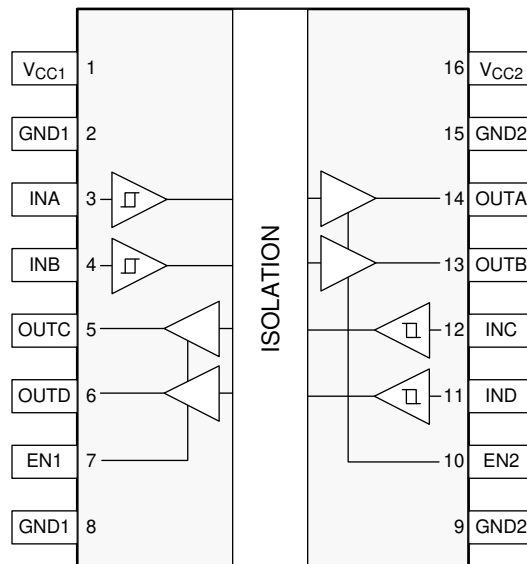 VCC1 1 16 VCC2
GND1 2 15 GND2
INA 3 14 OUTA
INB 4 13 OUTB
OUTC 5 12 INC
OUTD 6 11 IND
EN1 7 10 EN2
GND1 8 9 GND2
ISOLATION